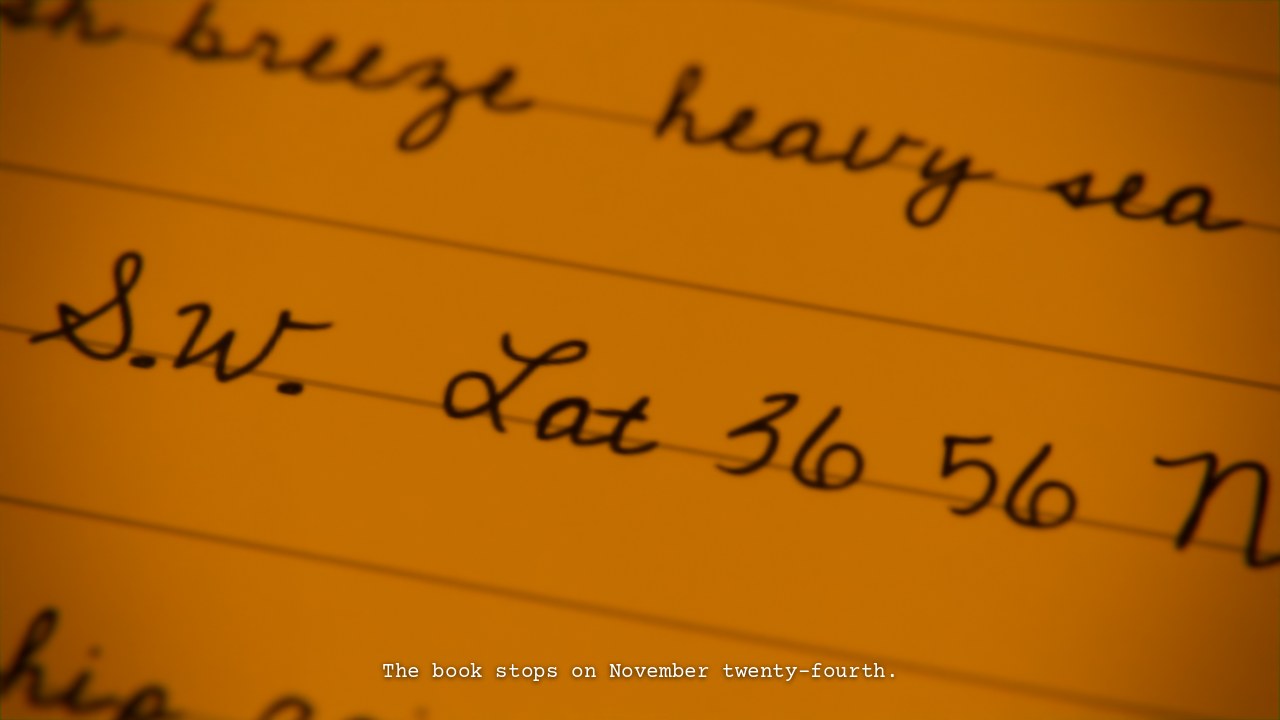 breeze heavy sea
S.W. Lat 36 56 N
The book stops on November twenty-fourth.